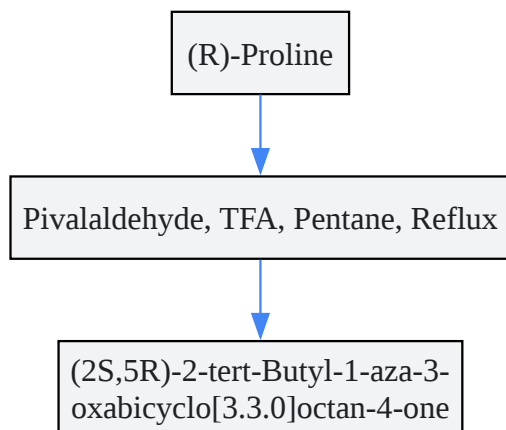 (R)-Proline
Pivalaldehyde, TFA, Pentane, Reflux
(2S,5R)-2-tert-Butyl-1-aza-3-
oxabicyclo[3.3.0]octan-4-one